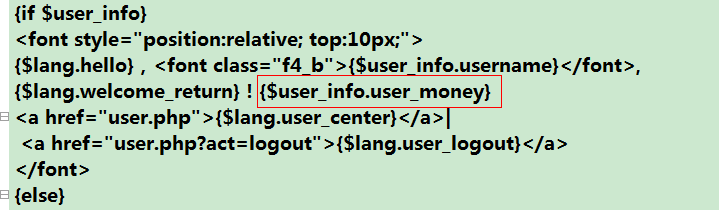 {if $user_info}
<font style="position:relative; top:10px;">
{$lang.hello} , <font class="f4_b">{$user_info.username}</font>,
{$lang.welcome_return} ! {$user_info.user_money}
<a href="user.php">{$lang.user_center}</a>|
<a href="user.php?act=logout">{$lang.user_logout}</a>
</font>
{else}